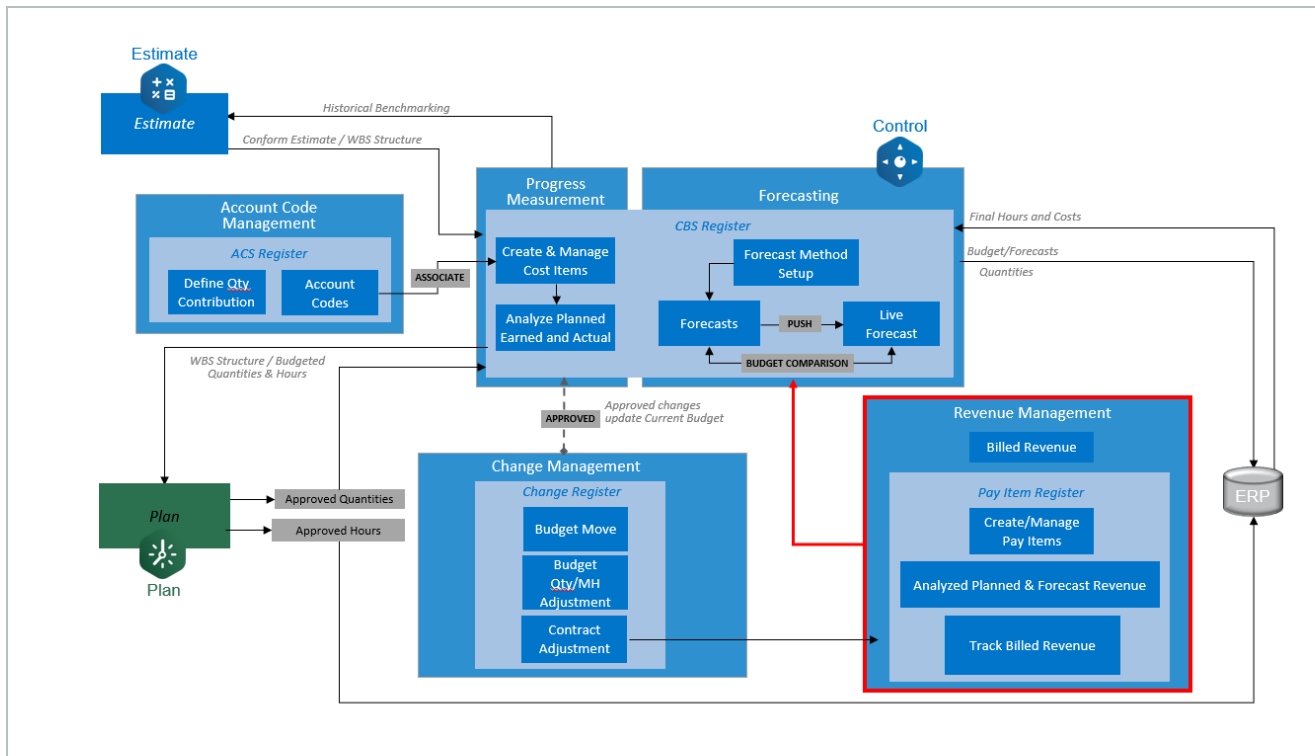 Estimate
Estimate
Historical Benchmarking
Conform Estimate / WBS Structure
Control
Account Code
Management
ACS Register
Define Qty
Contribution
Account
Codes
ASSOCIATE
Progress
Measurement
Forecasting
CBS Register
Create & Manage
Cost Items
Analyze Planned
Earned and Actual
Forecast Method
Setup
Forecasts
PUSH
Live
Forecast
BUDGET COMPARISON
Final Hours and Costs
Budget/Forecasts
Quantities
WBS Structure / Budgeted
Quantities & Hours
APPROVED
Approved changes
update Current Budget
Plan
Plan
Approved Quantities
Approved Hours
Change Management
Change Register
Budget Move
Budget
Qty/MH
Adjustment
Contract
Adjustment
Revenue Management
Billed Revenue
Pay Item Register
Create/Manage
Pay Items
Analyzed Planned & Forecast Revenue
Track Billed Revenue
ERP